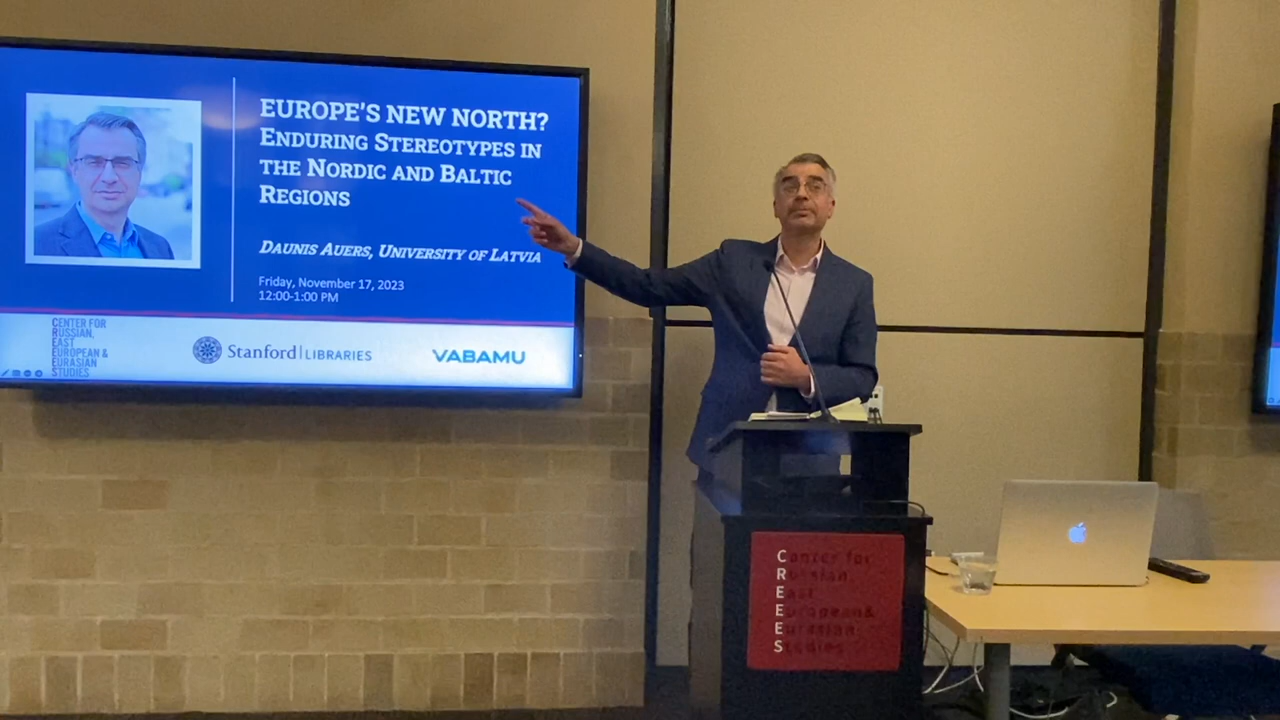 EUROPE'S NEW NORTH?
ENDURING STEREOTYPES IN
THE NORDIC AND BALTIC
REGIONS
DAUNIS AUERS, UNIVERSITY OF LATVIA
Friday, November 17, 2023
12:00-1:00 PM
CENTER FOR
RUSSIAN,
EAST
EUROPEAN &
EURASIAN
STUDIES
Stanford | LIBRARIES
VABAMU
Center for
Russian,
East
European &
Eurasian
Studies